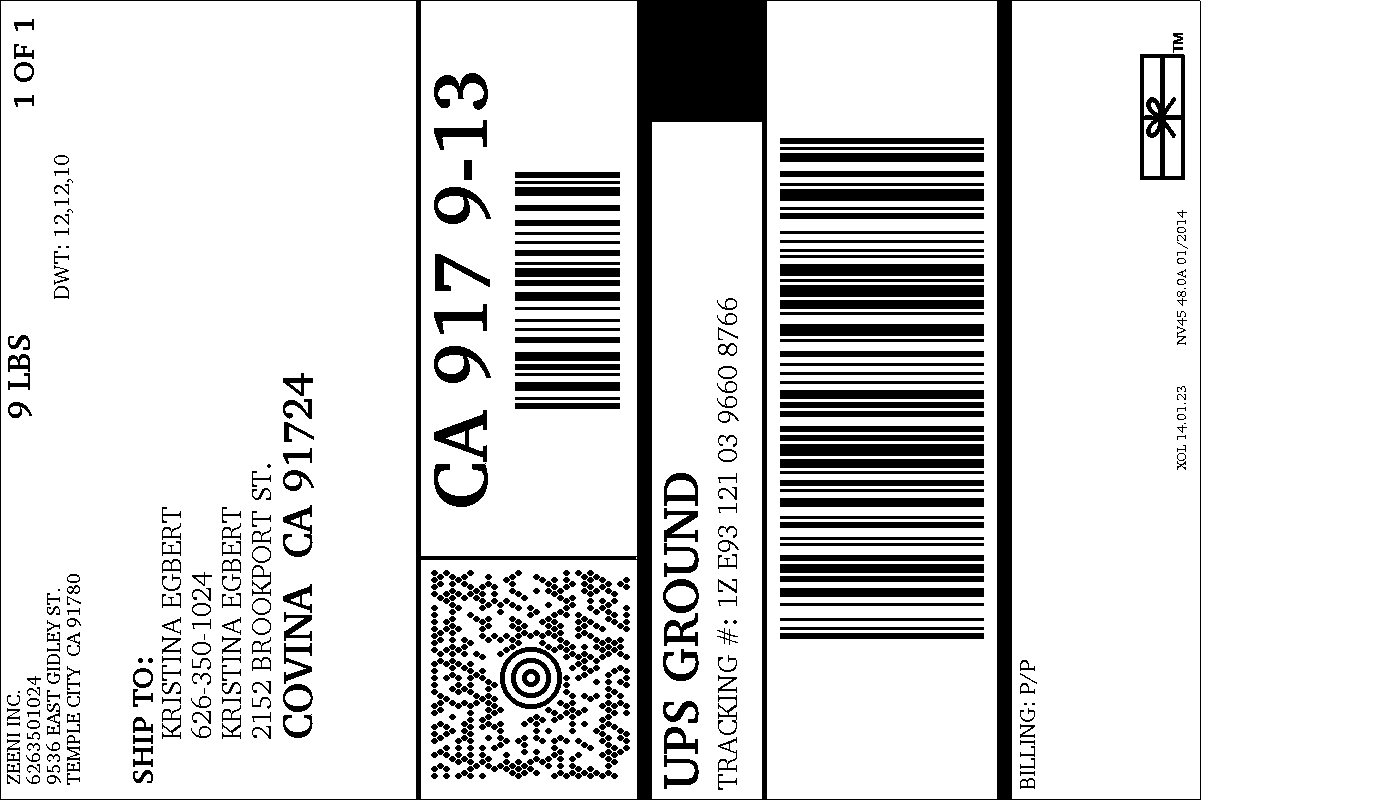 ZEENI INC.
6263501024
9536 EAST GIDLEY ST.
TEMPLE CITY CA 91780
9 LBS
1 OF 1
DWT: 12,12,10
SHIP TO:
KRISTINA EGBERT
626-350-1024
KRISTINA EGBERT
2152 BROOKPORT ST.
COVINA CA 91724
CA 917 9-13
UPS GROUND
TRACKING #: 1Z E93 121 03 9660 8766
BILLING: P/P
XOL 14.01.23 NV45 48.0A 01/2014
TM